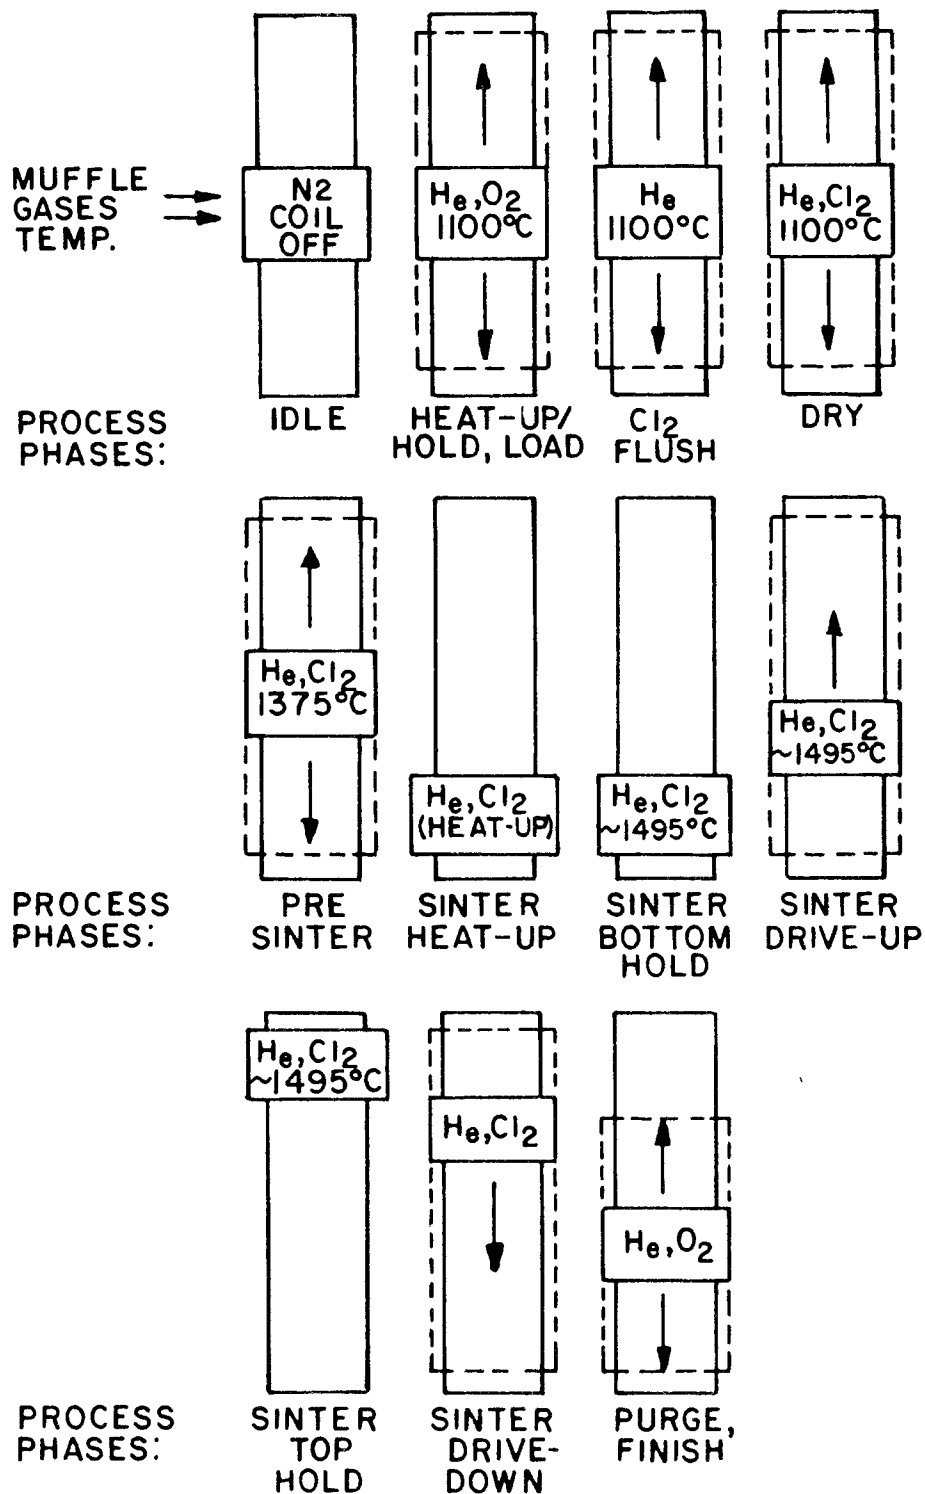 MUFFLE
GASES
TEMP.
N2
COIL
OFF
He,O2
1100°C
He
1100°C
He,Cl2
1100°C
PROCESS
PHASES:
IDLE
HEAT-UP/
HOLD, LOAD
Cl2
FLUSH
DRY
He,Cl2
1375°C
He,Cl2
(HEAT-UP)
He,Cl2
~1495°C
He,Cl2
~1495°C
PROCESS
PHASES:
PRE
SINTER
SINTER
HEAT-UP
SINTER
BOTTOM
HOLD
SINTER
DRIVE-UP
He,Cl2
~1495°C
He,Cl2
He,O2
PROCESS
PHASES:
SINTER
TOP
HOLD
SINTER
DRIVE-
DOWN
PURGE,
FINISH